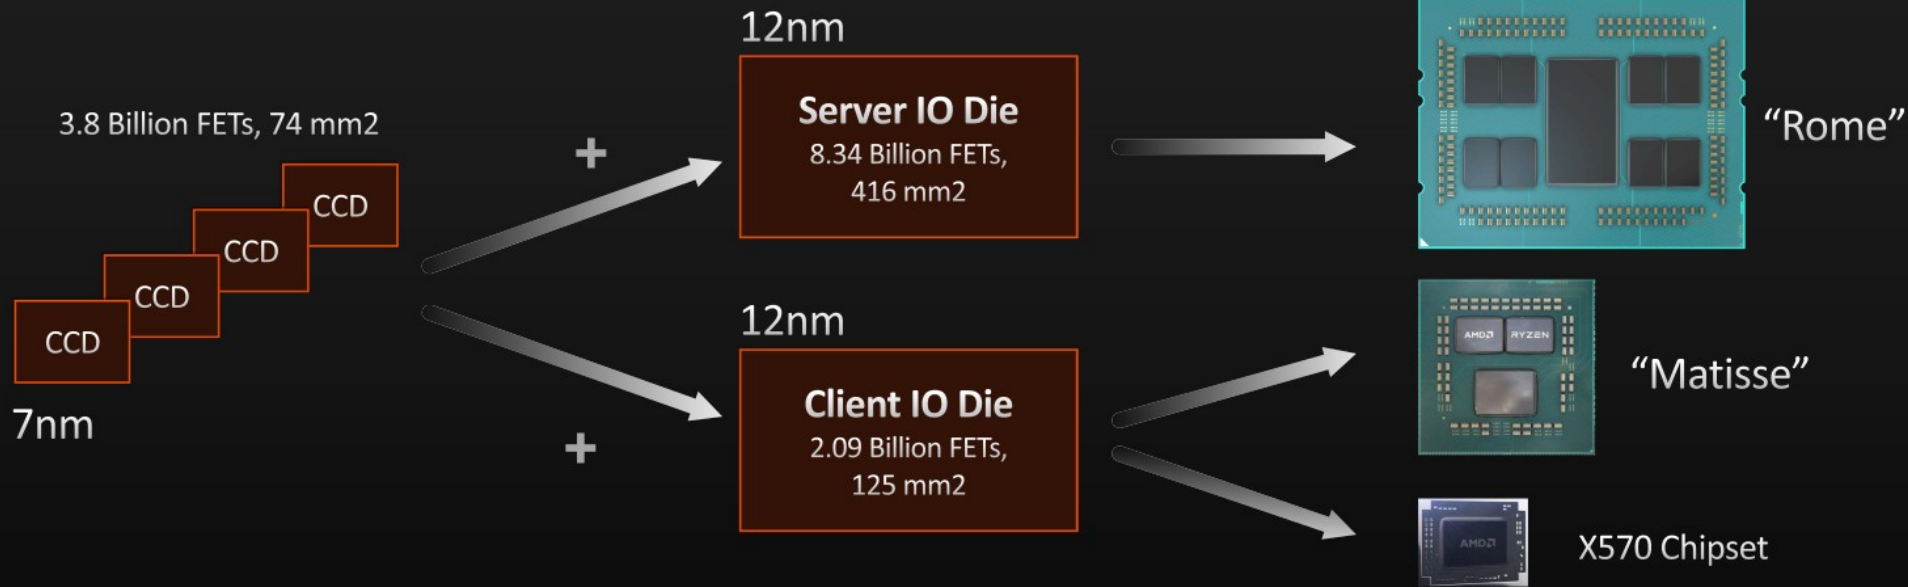 3.8 Billion FETs, 74 mm2
CCD
CCD
CCD
CCD
7nm
+
12nm
Server IO Die
8.34 Billion FETs,
416 mm2
"Rome"
+
12nm
Client IO Die
2.09 Billion FETs,
125 mm2
AMD RYZEN
"Matisse"
AMD
X570 Chipset